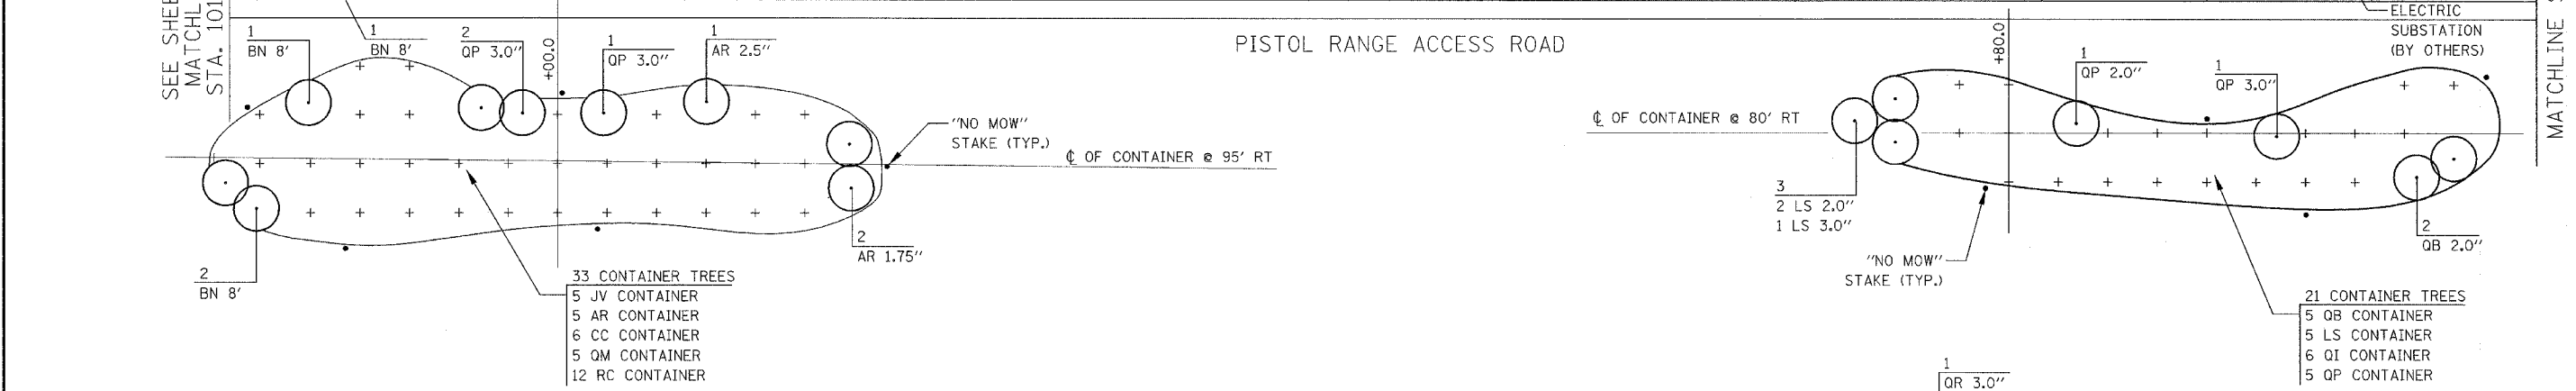 SEE SHEE
MATCHL
STA. 101
1
BN 8'
1
BN 8'
2
QP 3.0"
+00.0
1
QP 3.0"
1
AR 2.5"
PISTOL RANGE ACCESS ROAD
"NO MOW"
STAKE (TYP.)
℄ OF CONTAINER @ 95' RT
2
BN 8'
2
AR 1.75"
33 CONTAINER TREES
5 JV CONTAINER
5 AR CONTAINER
6 CC CONTAINER
5 QM CONTAINER
12 RC CONTAINER
℄ OF CONTAINER @ 80' RT
+80.0
1
QP 2.0"
1
QP 3.0"
ELECTRIC
SUBSTATION
(BY OTHERS)
MATCHLINE S
3
2 LS 2.0"
1 LS 3.0"
"NO MOW"
STAKE (TYP.)
2
QB 2.0"
21 CONTAINER TREES
5 QB CONTAINER
5 LS CONTAINER
6 QI CONTAINER
5 QP CONTAINER
1
QR 3.0"